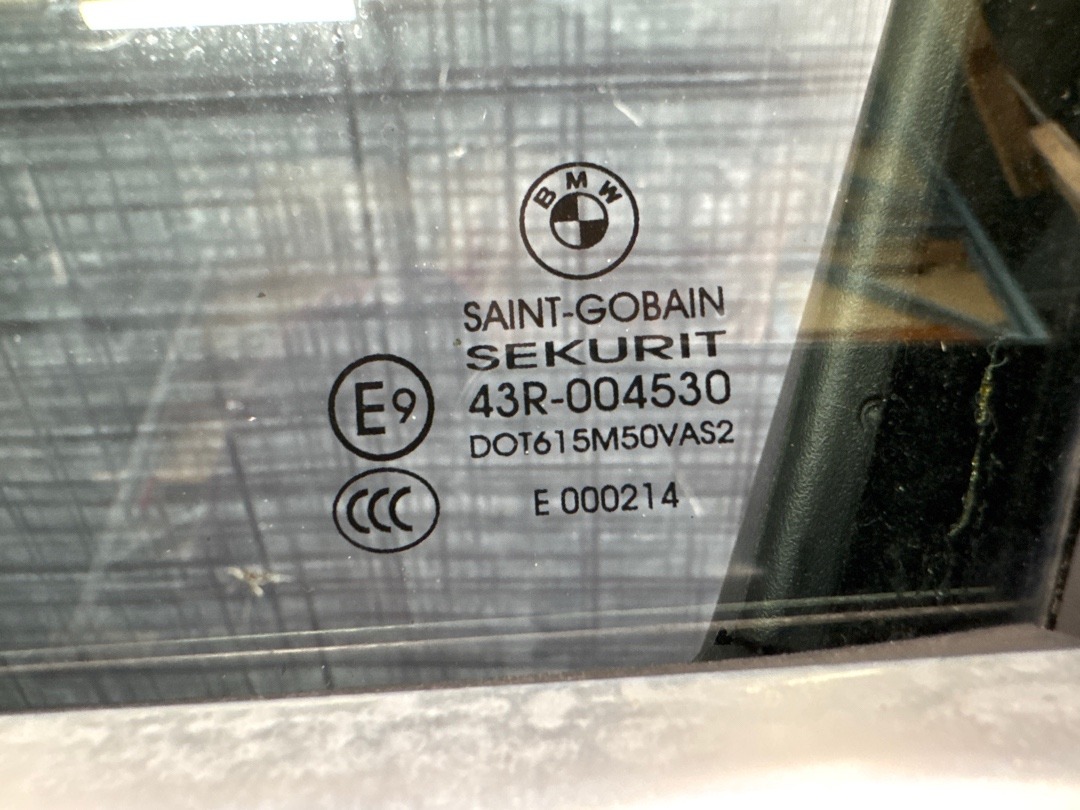 BMW
SAINT-GOBAIN
SEKURIT
E9
43R-004530
DOT615M50VAS2
CCC
E 000214